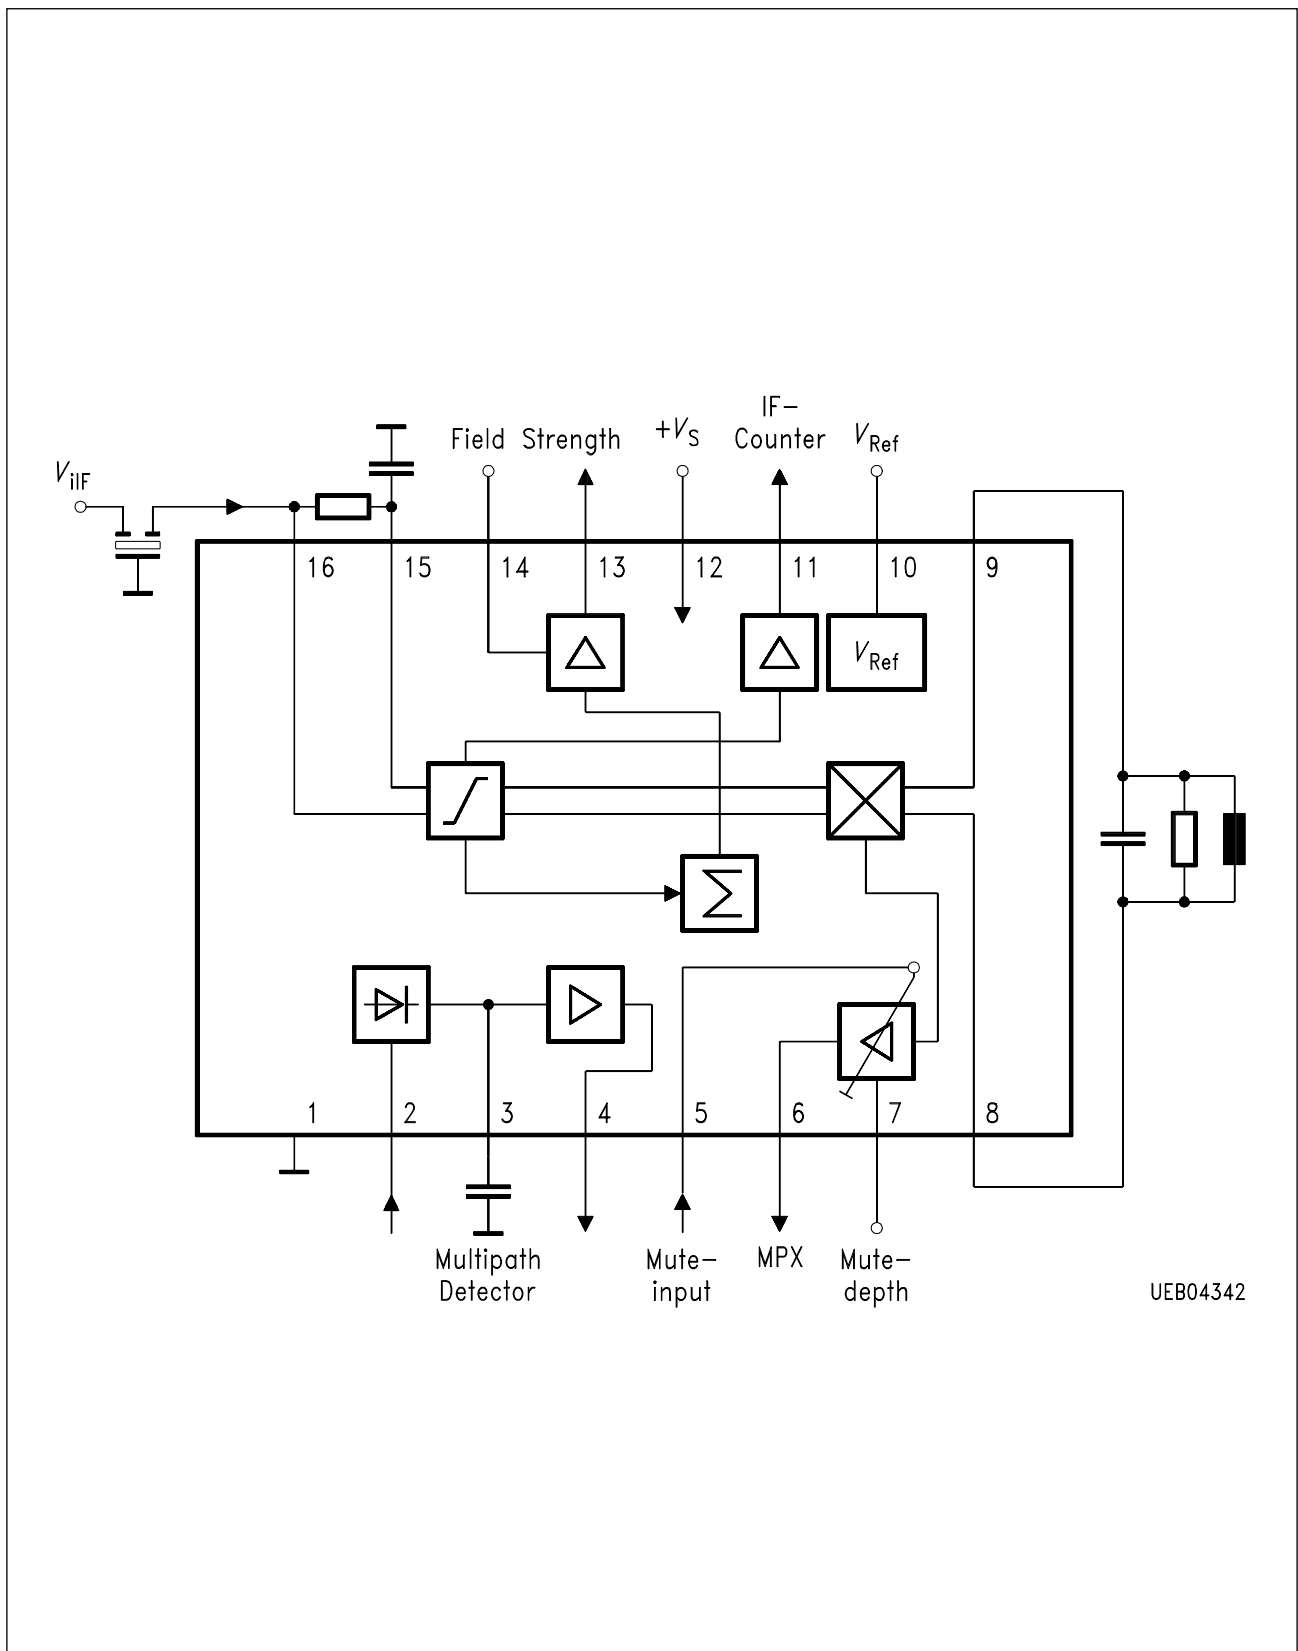 IF–
Field Strength
+VS
Counter
VRef
ViIF
16
15
14
13
12
11
10
9
VRef
Σ
1
2
3
4
5
6
7
8
Multipath
Detector
Mute–
input
MPX
Mute–
depth
UEB04342